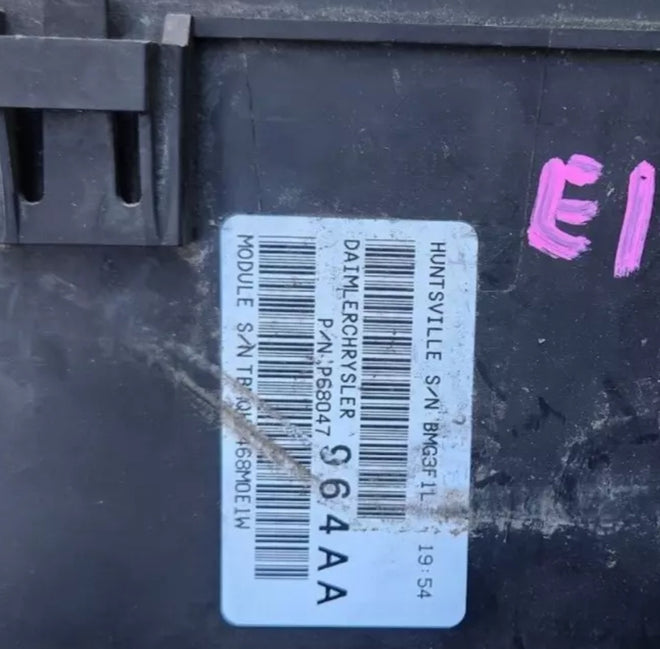 E1
HUNTSVILLE S/N BMG3F1L 19:54
DAIMLERCHRYSLER
P/N:P68047 964AA
MODULE S/N